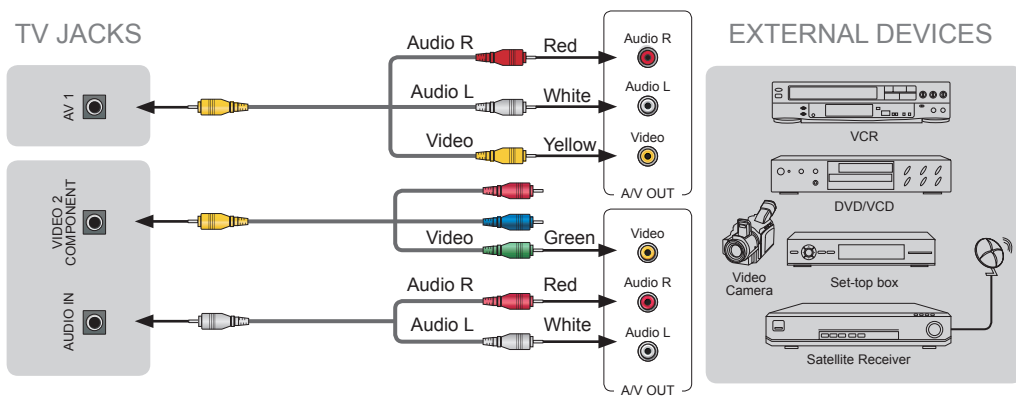 TV JACKS
AV 1
VIDEO 2
COMPONENT
AUDIO IN
Audio R
Red
Audio L
White
Video
Yellow
Audio R
Audio L
Video
A/V OUT
Video
Green
Audio R
Red
Audio L
White
Video
Audio R
Audio L
A/V OUT
EXTERNAL DEVICES
VCR
DVD/VCD
Video
Camera
Set-top box
Satellite Receiver